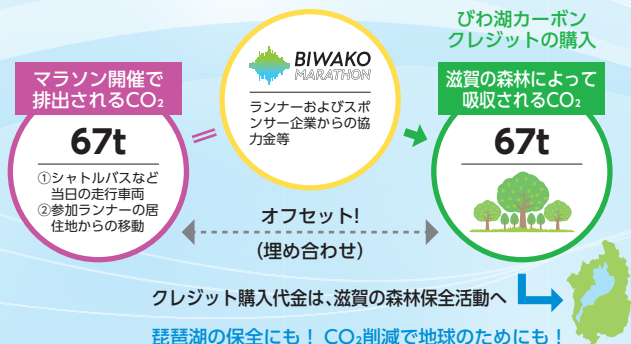 びわ湖カーボン
クレジットの購入
BIWAKO
MARATHON
ランナーおよびスポ
ンサー企業からの協
力金等
マラソン開催で
排出されるCO₂
67t
①シャトルバスなど
当日の走行車両
②参加ランナーの居
住地からの移動
=
滋賀の森林によって
吸収されるCO₂
67t
オフセット!
(埋め合わせ)
クレジット購入代金は、滋賀の森林保全活動へ
琵琶湖の保全にも! CO₂削減で地球のためにも!